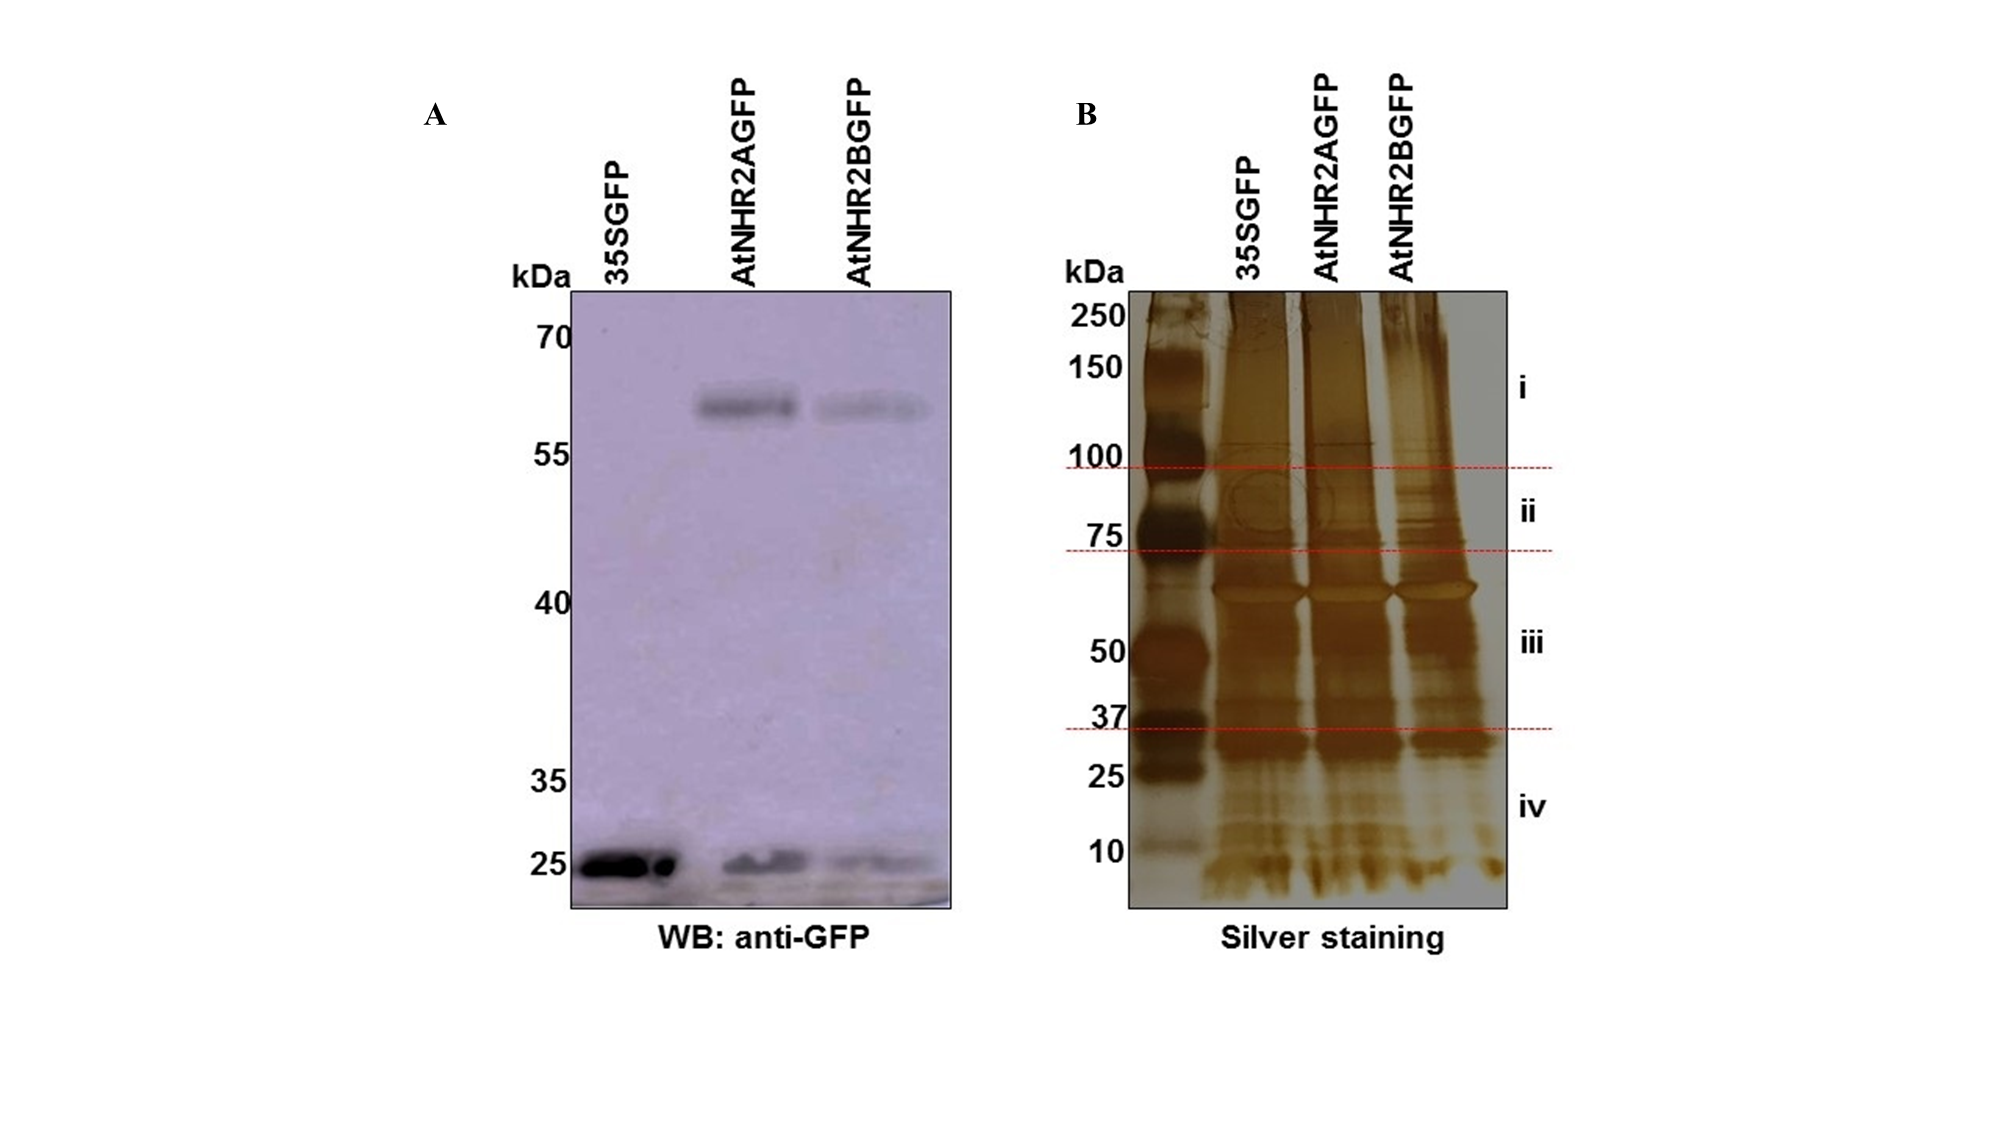 A
35SGFP
AtNHR2AGFP
AtNHR2BGFP
kDa
70
55
40
35
25
WB: anti-GFP
B
35SGFP
AtNHR2AGFP
AtNHR2BGFP
kDa
250
150
100
75
50
37
25
10
i
ii
iii
iv
Silver staining